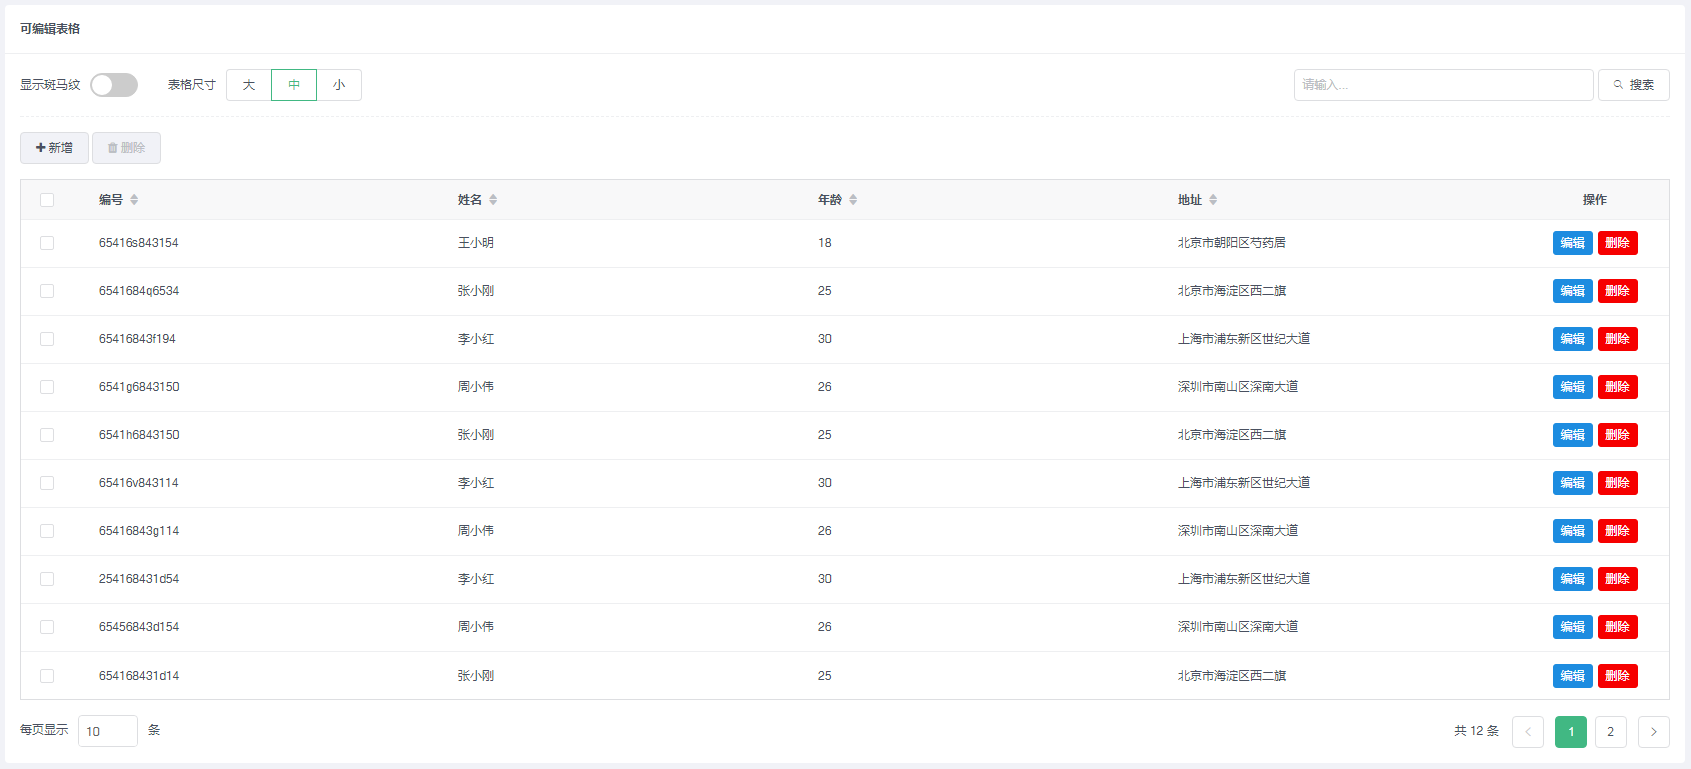 可编辑表格
显示斑马纹 表格尺寸 大 中 小 请输入... 搜索
新增 删除
编号 姓名 年龄 地址 操作
65416s843154 王小明 18 北京市朝阳区芍药居 编辑 删除
6541684q6534 张小刚 25 北京市海淀区西二旗 编辑 删除
65416843f194 李小红 30 上海市浦东新区世纪大道 编辑 删除
6541g6843150 周小伟 26 深圳市南山区深南大道 编辑 删除
6541h6843150 张小刚 25 北京市海淀区西二旗 编辑 删除
65416v843114 李小红 30 上海市浦东新区世纪大道 编辑 删除
65416843g114 周小伟 26 深圳市南山区深南大道 编辑 删除
254168431d54 李小红 30 上海市浦东新区世纪大道 编辑 删除
65456843d154 周小伟 26 深圳市南山区深南大道 编辑 删除
654168431d14 张小刚 25 北京市海淀区西二旗 编辑 删除
每页显示 10 条 共 12 条 1 2